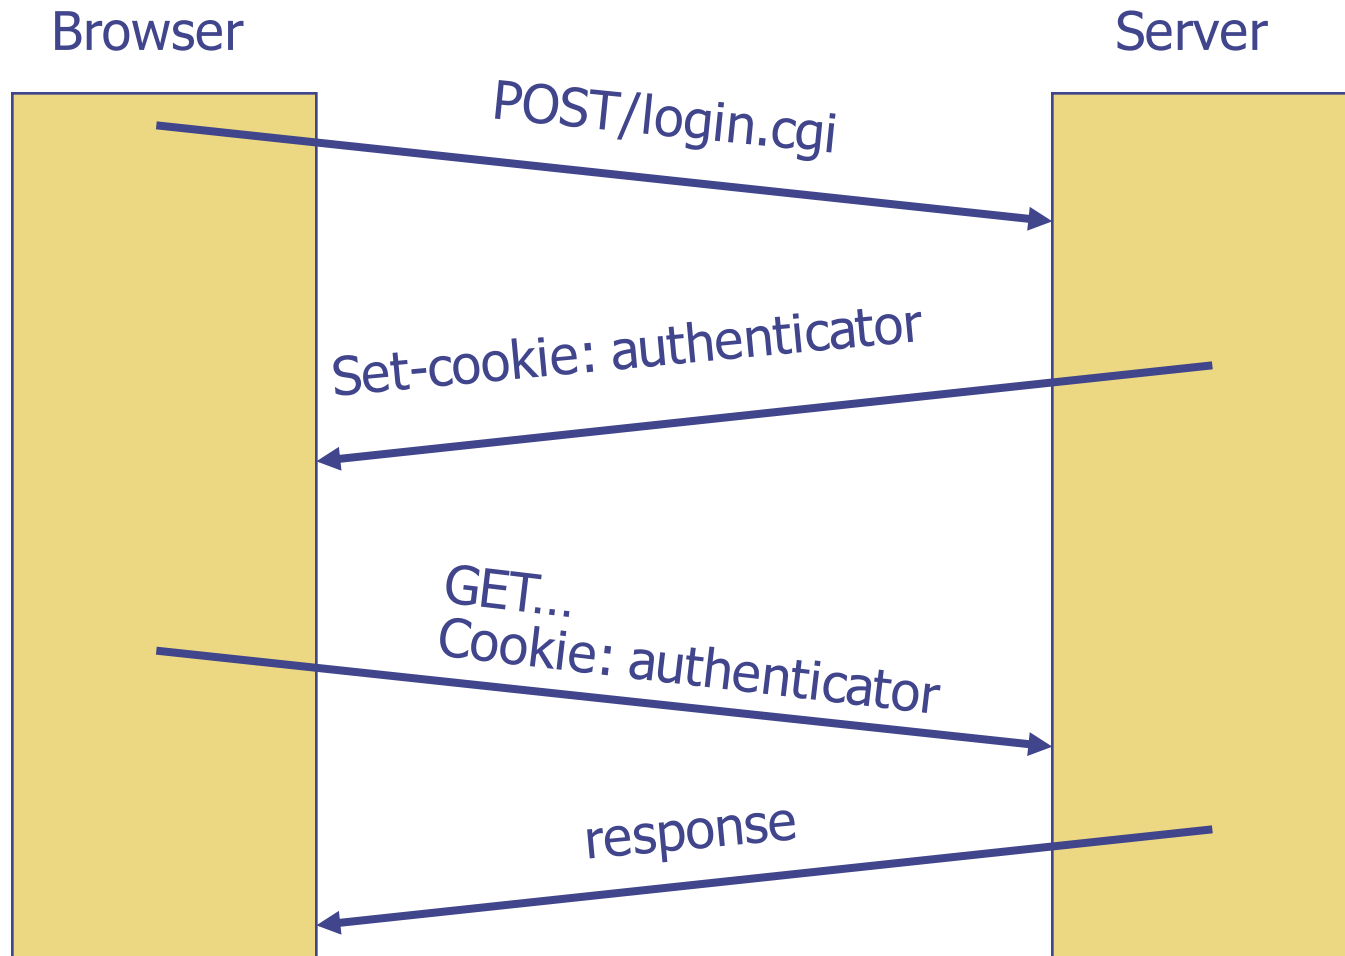 Browser
Server
POST/login.cgi
Set-cookie: authenticator
GET...
Cookie: authenticator
response